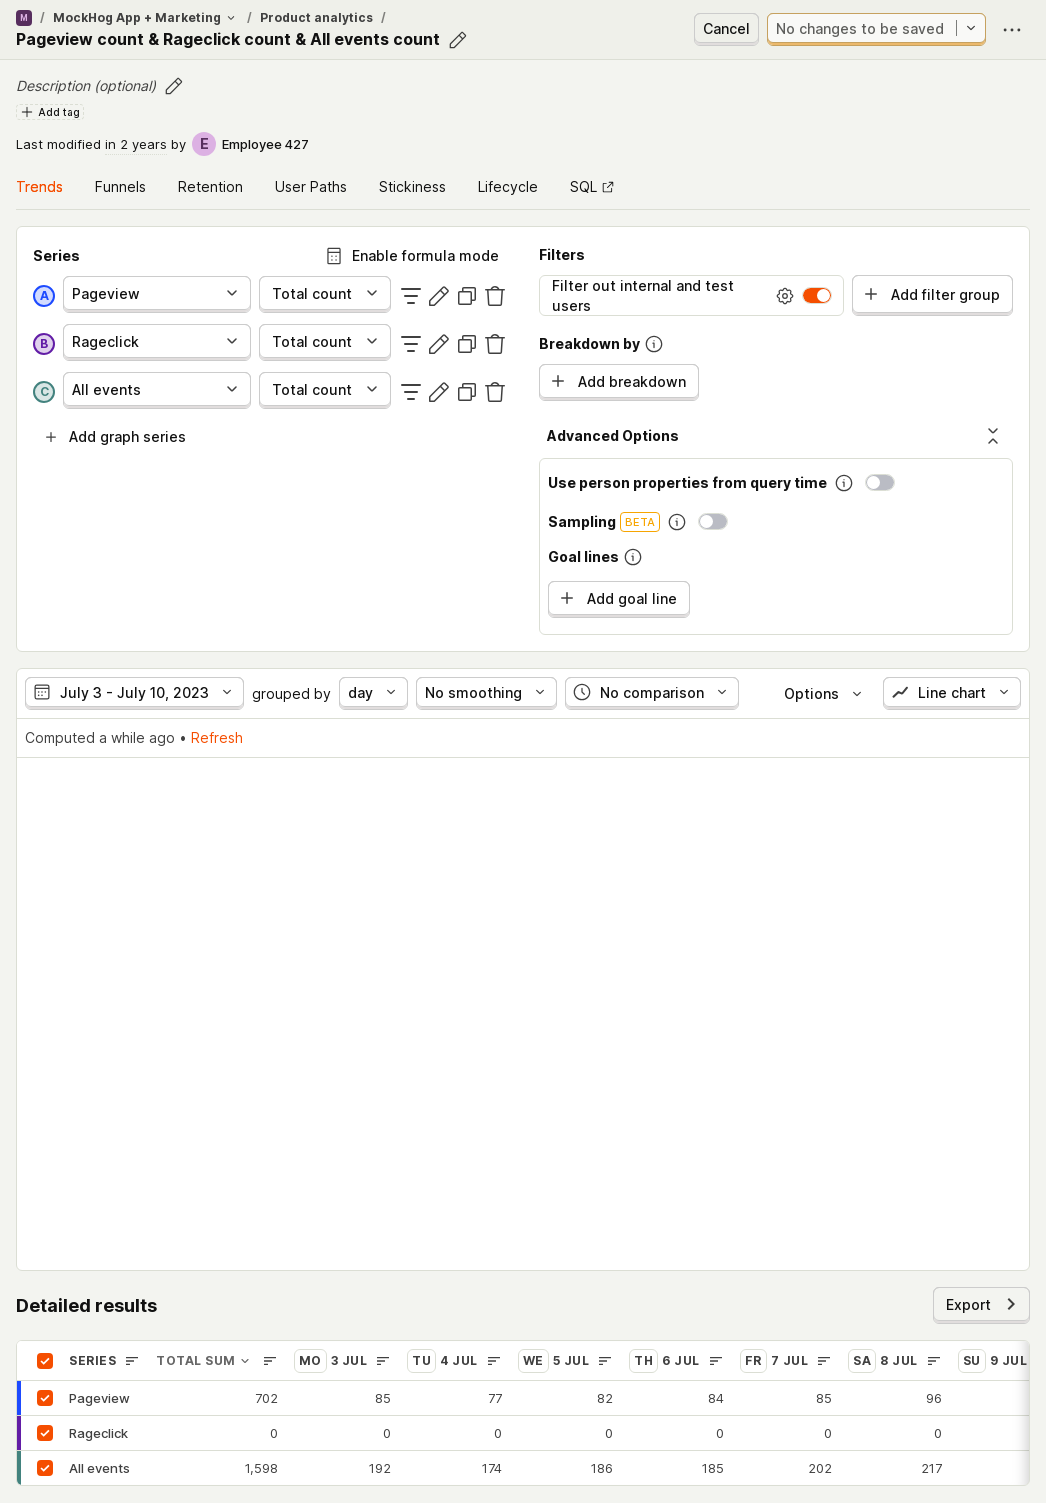 M / MockHog App + Marketing / Product analytics /
Pageview count & Rageclick count & All events count
Cancel
No changes to be saved
Description (optional)
Add tag
Last modified in 2 years by E Employee 427
Trends Funnels Retention User Paths Stickiness Lifecycle SQL
Series
Enable formula mode
A Pageview Total count
B Rageclick Total count
C All events Total count
Add graph series
Filters
Filter out internal and test
users
Add filter group
Breakdown by
Add breakdown
Advanced Options
Use person properties from query time
Sampling BETA
Goal lines
Add goal line
July 3 - July 10, 2023 grouped by day No smoothing No comparison Options Line chart
Computed a while ago • Refresh
Detailed results
Export
SERIES TOTAL SUM MO 3 JUL TU 4 JUL WE 5 JUL TH 6 JUL FR 7 JUL SA 8 JUL SU 9 JUL
Pageview 702 85 77 82 84 85 96
Rageclick 0 0 0 0 0 0 0
All events 1,598 192 174 186 185 202 217